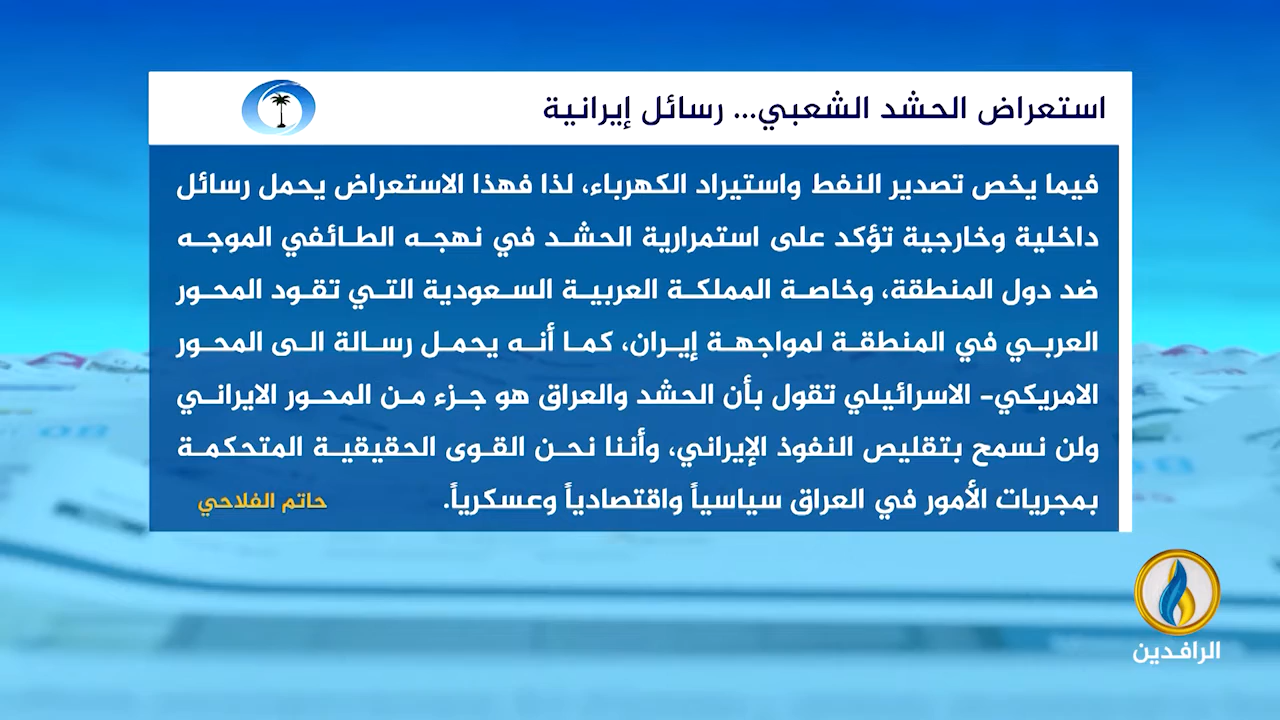 استعراض الحشد الشعبي... رسائل إيرانية
فيما يخص تصدير النفط واستيراد الكهرباء، لذا فهذا الاستعراض يحمل رسائل
داخلية وخارجية تؤكد على استمرارية الحشد في نهجه الطائفي الموجه
ضد دول المنطقة، وخاصة المملكة العربية السعودية التي تقود المحور
العربي في المنطقة لمواجهة إيران، كما أنه يحمل رسالة الى المحور
الامريكي- الاسرائيلي تقول بأن الحشد والعراق هو جزء من المحور الايراني
ولن نسمح بتقليص النفوذ الإيراني، وأننا نحن القوى الحقيقية المتحكمة
بمجريات الأمور في العراق سياسياً واقتصادياً وعسكرياً.
حاتم الفلاحي
الرافدين